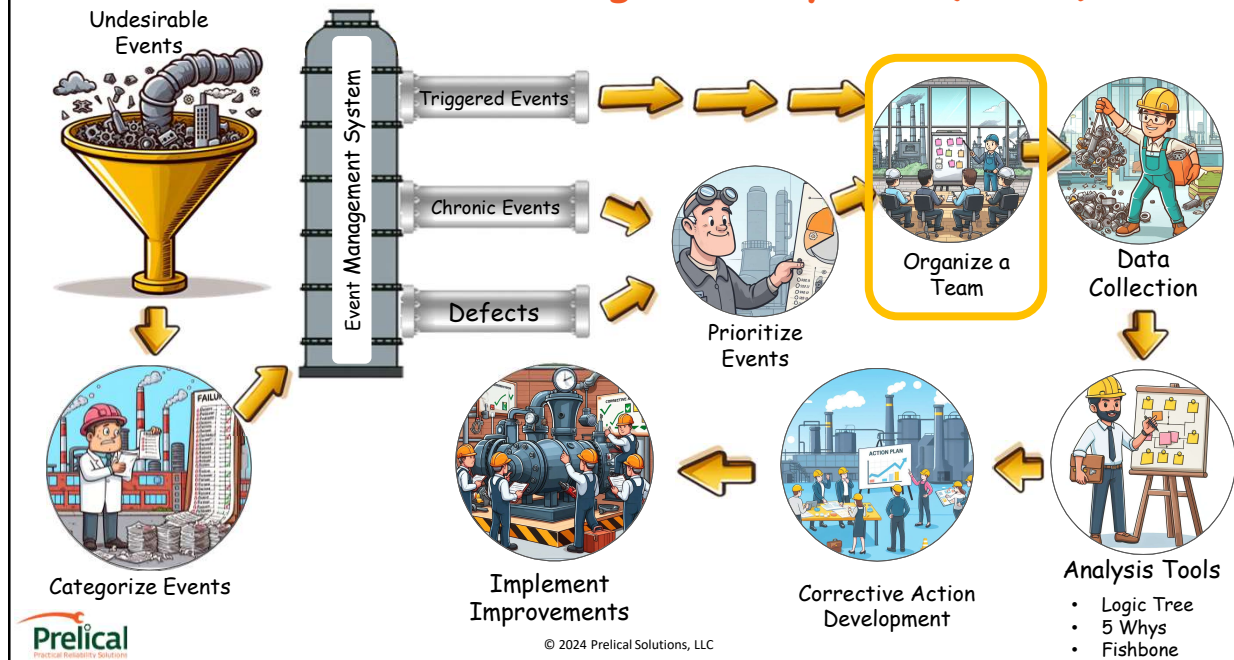 Undesirable
Events
Event Management System
Triggered Events
Chronic Events
Defects
Prioritize
Events
Organize a
Team
Data
Collection
FAILU
Categorize Events
Implement
Improvements
ACTION PLAN
Corrective Action
Development
Analysis Tools
• Logic Tree
• 5 Whys
• Fishbone
Prelical
Practical Reliability Solutions
© 2024 Prelical Solutions, LLC